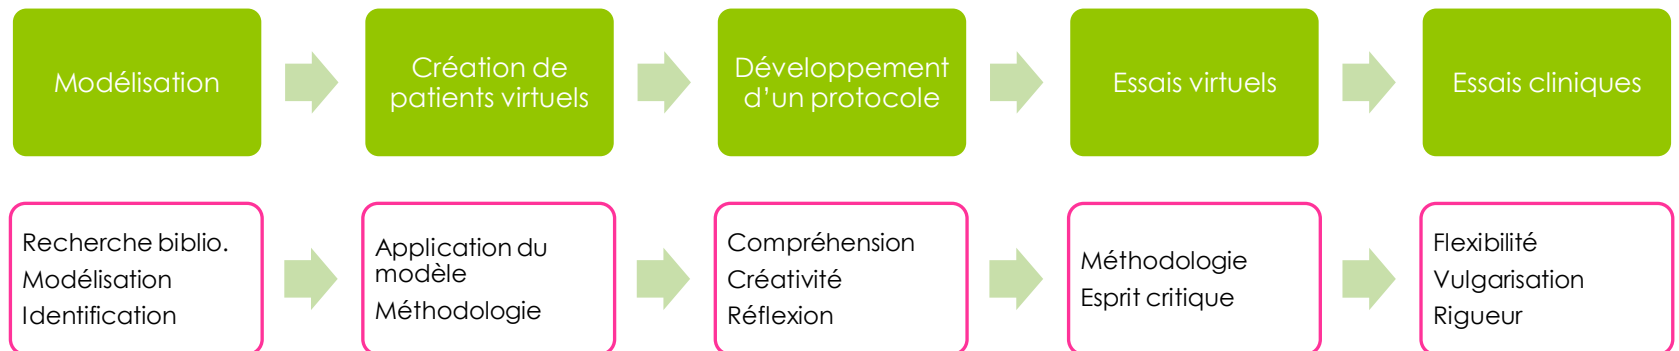 Modélisation
Création de
patients virtuels
Développement
d'un protocole
Essais virtuels
Essais cliniques
Recherche biblio.
Modélisation
Identification
Application du
modèle
Méthodologie
Compréhension
Créativité
Réflexion
Méthodologie
Esprit critique
Flexibilité
Vulgarisation
Rigueur